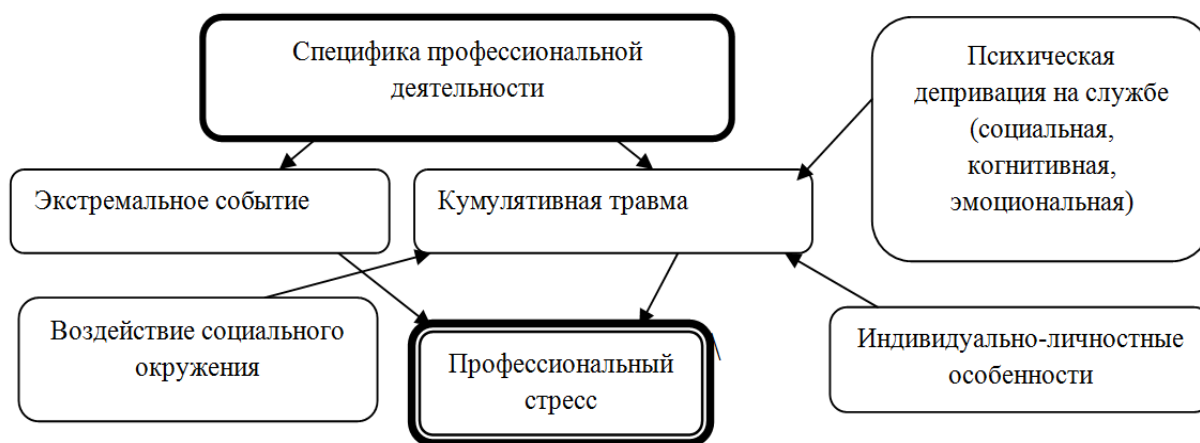 Специфика профессиональной
деятельности
Психическая
депривация на службе
(социальная,
когнитивная,
эмоциональная)
Экстремальное событие
Кумулятивная травма
Воздействие социального
окружения
Профессиональный
стресс
Индивидуально-личностные
особенности